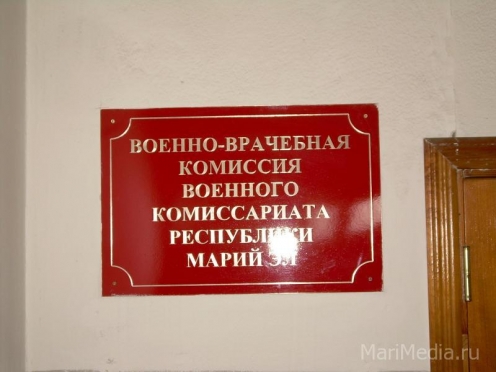 ВОЕННО-ВРАЧЕБНАЯ
КОМИССИЯ
ВОЕННОГО
КОМИССАРИАТА
РЕСПУБЛИКИ
МАРИЙ ЭЛ
MariMedia.ru